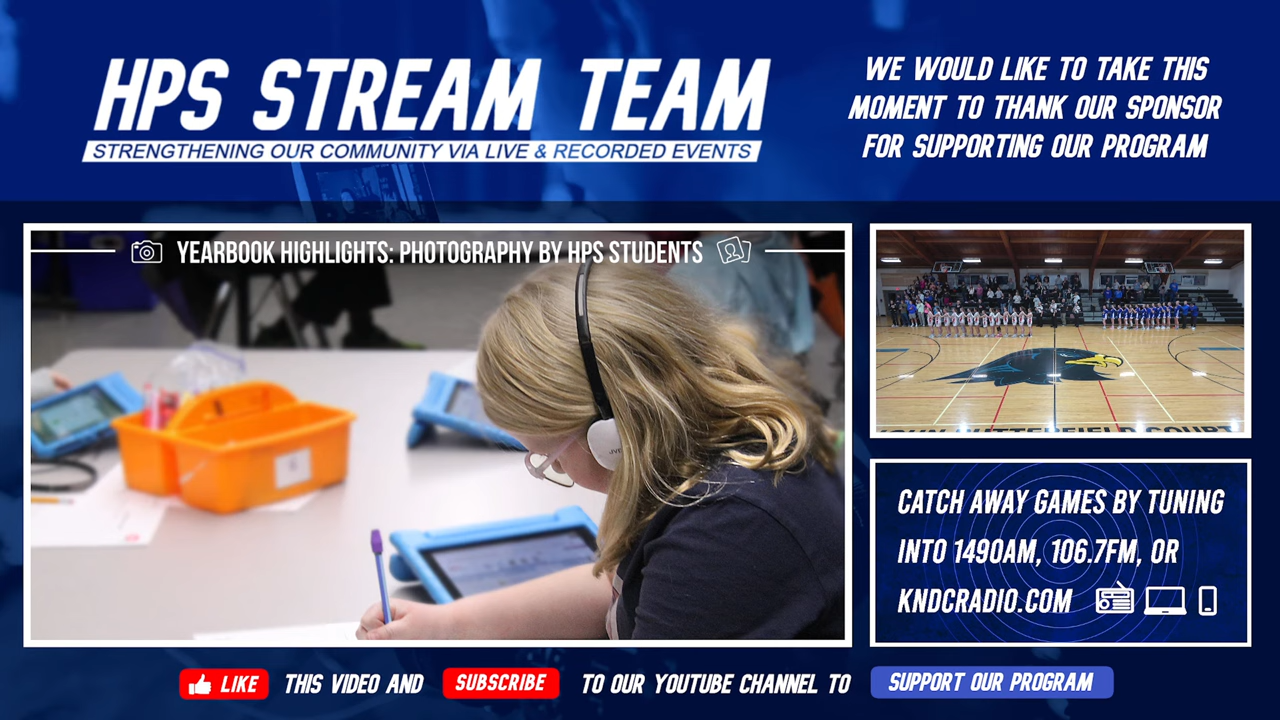 HPS STREAM TEAM
STRENGTHENING OUR COMMUNITY VIA LIVE & RECORDED EVENTS
WE WOULD LIKE TO TAKE THIS
MOMENT TO THANK OUR SPONSOR
FOR SUPPORTING OUR PROGRAM
YEARBOOK HIGHLIGHTS: PHOTOGRAPHY BY HPS STUDENTS
CATCH AWAY GAMES BY TUNING
INTO 1490AM, 106.7FM, OR
KNDCRADIO.COM
LIKE THIS VIDEO AND SUBSCRIBE TO OUR YOUTUBE CHANNEL TO SUPPORT OUR PROGRAM